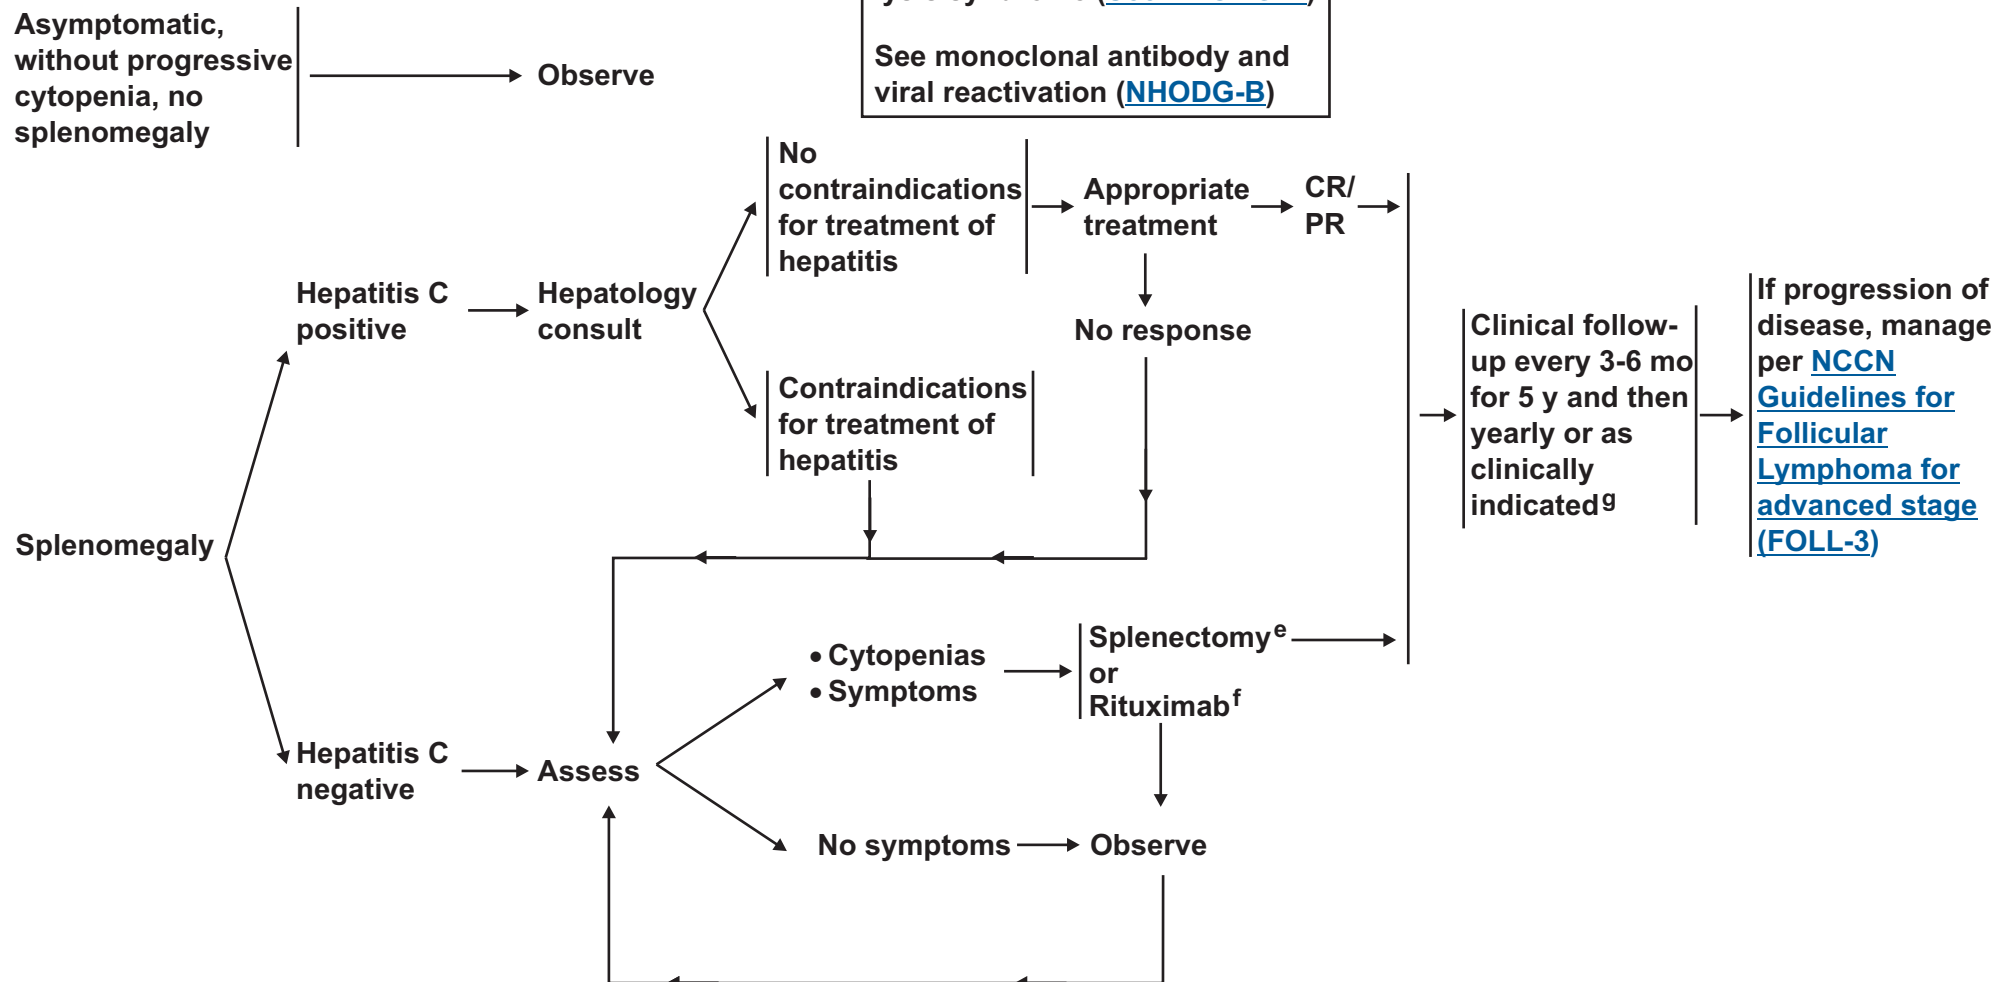 Asymptomatic,
without progressive
cytopenia, no
splenomegaly
Observe
See monoclonal antibody and
viral reactivation (NHODG-B)
No
contraindications
for treatment of
hepatitis
Appropriate
treatment
CR/
PR
Hepatitis C
positive
Hepatology
consult
No response
Contraindications
for treatment of
hepatitis
Clinical follow-
up every 3-6 mo
for 5 y and then
yearly or as
clinically
indicated g
If progression of
disease, manage
per NCCN
Guidelines for
Follicular
Lymphoma for
advanced stage
(FOLL-3)
Splenomegaly
• Cytopenias
• Symptoms
Splenectomy e
or
Rituximab f
Hepatitis C
negative
Assess
No symptoms
Observe